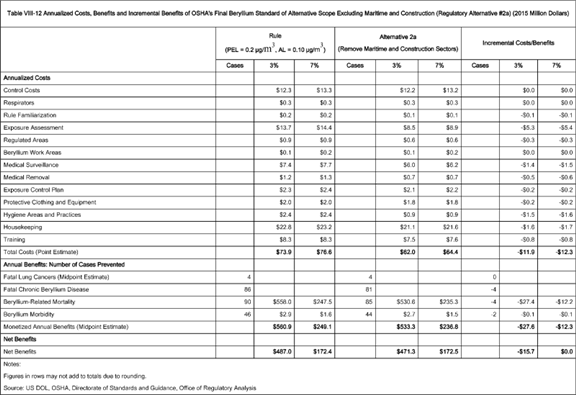 Table VIII-12 Annualized Costs, Benefits and Incremental Benefits of OSHA's Final Beryllium Standard of Alternative Scope Excluding Maritime and Construction (Regulatory Alternative #2a) (2015 Million Dollars)
Rule Alternative 2a Incremental Costs/Benefits
(PEL = 0.2 μg/m3, AL = 0.10 μg/m3) (Remove Maritime and Construction Sectors)
Cases 3% 7% Cases 3% 7% Cases 3% 7%
Annualized Costs
Control Costs $12.3 $13.3 $12.2 $13.2 $0.0 $0.0
Respirators $0.3 $0.3 $0.3 $0.3 $0.0 $0.0
Rule Familiarization $0.2 $0.2 $0.1 $0.1 -$0.1 -$0.1
Exposure Assessment $13.7 $14.4 $8.5 $8.9 -$5.3 -$5.4
Regulated Areas $0.9 $0.9 $0.6 $0.6 -$0.3 -$0.3
Beryllium Work Areas $0.1 $0.2 $0.1 $0.2 $0.0 $0.0
Medical Surveillance $7.4 $7.7 $6.0 $6.2 -$1.4 -$1.5
Medical Removal $1.2 $1.3 $0.7 $0.7 -$0.5 -$0.6
Exposure Control Plan $2.3 $2.4 $2.1 $2.2 -$0.2 -$0.2
Protective Clothing and Equipment $2.0 $2.0 $1.8 $1.8 -$0.2 -$0.2
Hygiene Areas and Practices $2.4 $2.4 $0.9 $0.9 -$1.5 -$1.6
Housekeeping $22.8 $23.2 $21.1 $21.6 -$1.6 -$1.7
Training $8.3 $8.3 $7.5 $7.6 -$0.8 -$0.8
Total Costs (Point Estimate) $73.9 $76.6 $62.0 $64.4 -$11.9 -$12.3
Annual Benefits: Number of Cases Prevented
Fatal Lung Cancers (Midpoint Estimate) 4 4 0
Fatal Chronic Beryllium Disease 86 81 -4
Beryllium-Related Mortality 90 $558.0 $247.5 85 $530.6 $235.3 -4 -$27.4 -$12.2
Beryllium Morbidity 46 $2.9 $1.6 44 $2.7 $1.5 -2 -$0.1 -$0.1
Monetized Annual Benefits (Midpoint Estimate) $560.9 $249.1 $533.3 $236.8 -$27.6 -$12.3
Net Benefits
Net Benefits $487.0 $172.4 $471.3 $172.5 -$15.7 $0.0
Notes:
Figures in rows may not add to totals due to rounding.
Source: US DOL, OSHA, Directorate of Standards and Guidance, Office of Regulatory Analysis